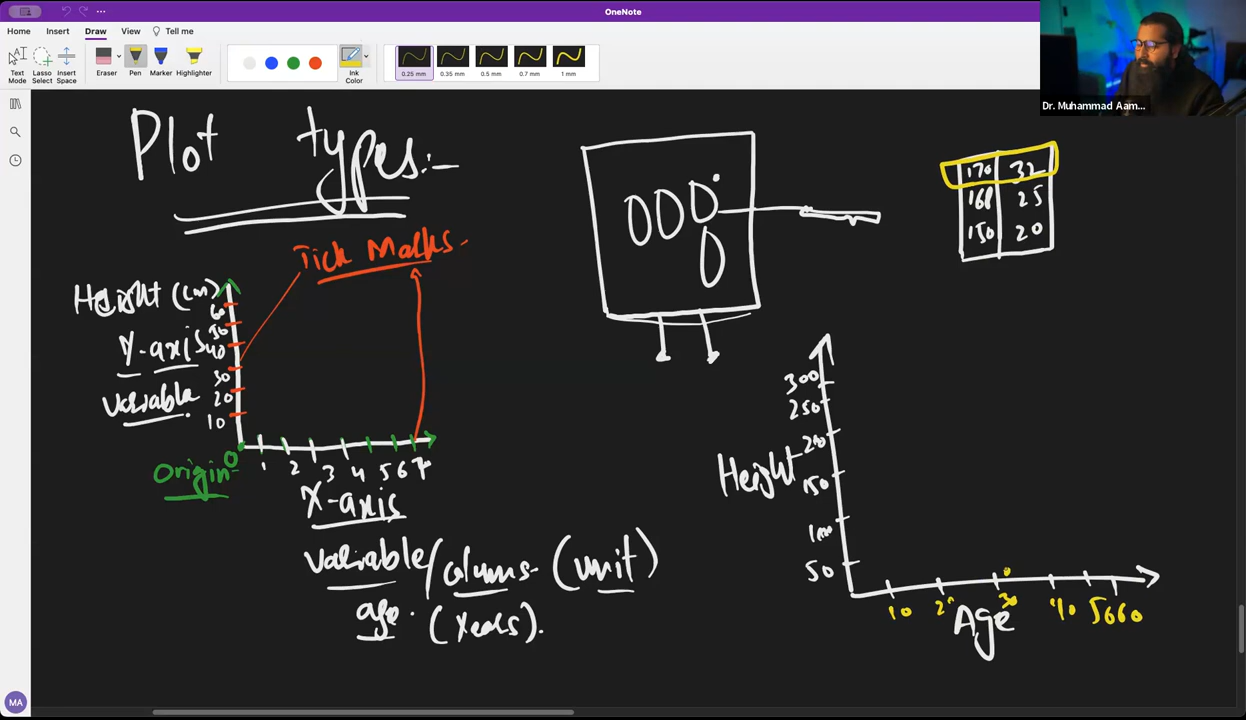 OneNote
Home
Insert
Draw
View
Tell me
Text
Mode
Lasso
Select
Insert
Space
Eraser
Pen
Marker
Highlighter
Ink
Color
0.25 mm
0.35 mm
0.5 mm
0.7 mm
1 mm
Dr. Muhammad Aam...
Plot types:-
Tick Marks.
Height (cm)
Y-axis
variable
60
50
40
30
20
10
Origin
0
1 2 3 4 5 6 7
X-axis
variable/colums. (unit)
age. (years).
000
0
170 32
168 25
150 20
300
250
200
150
100
50
Height
10 20 30 40 50 60
Age
MA